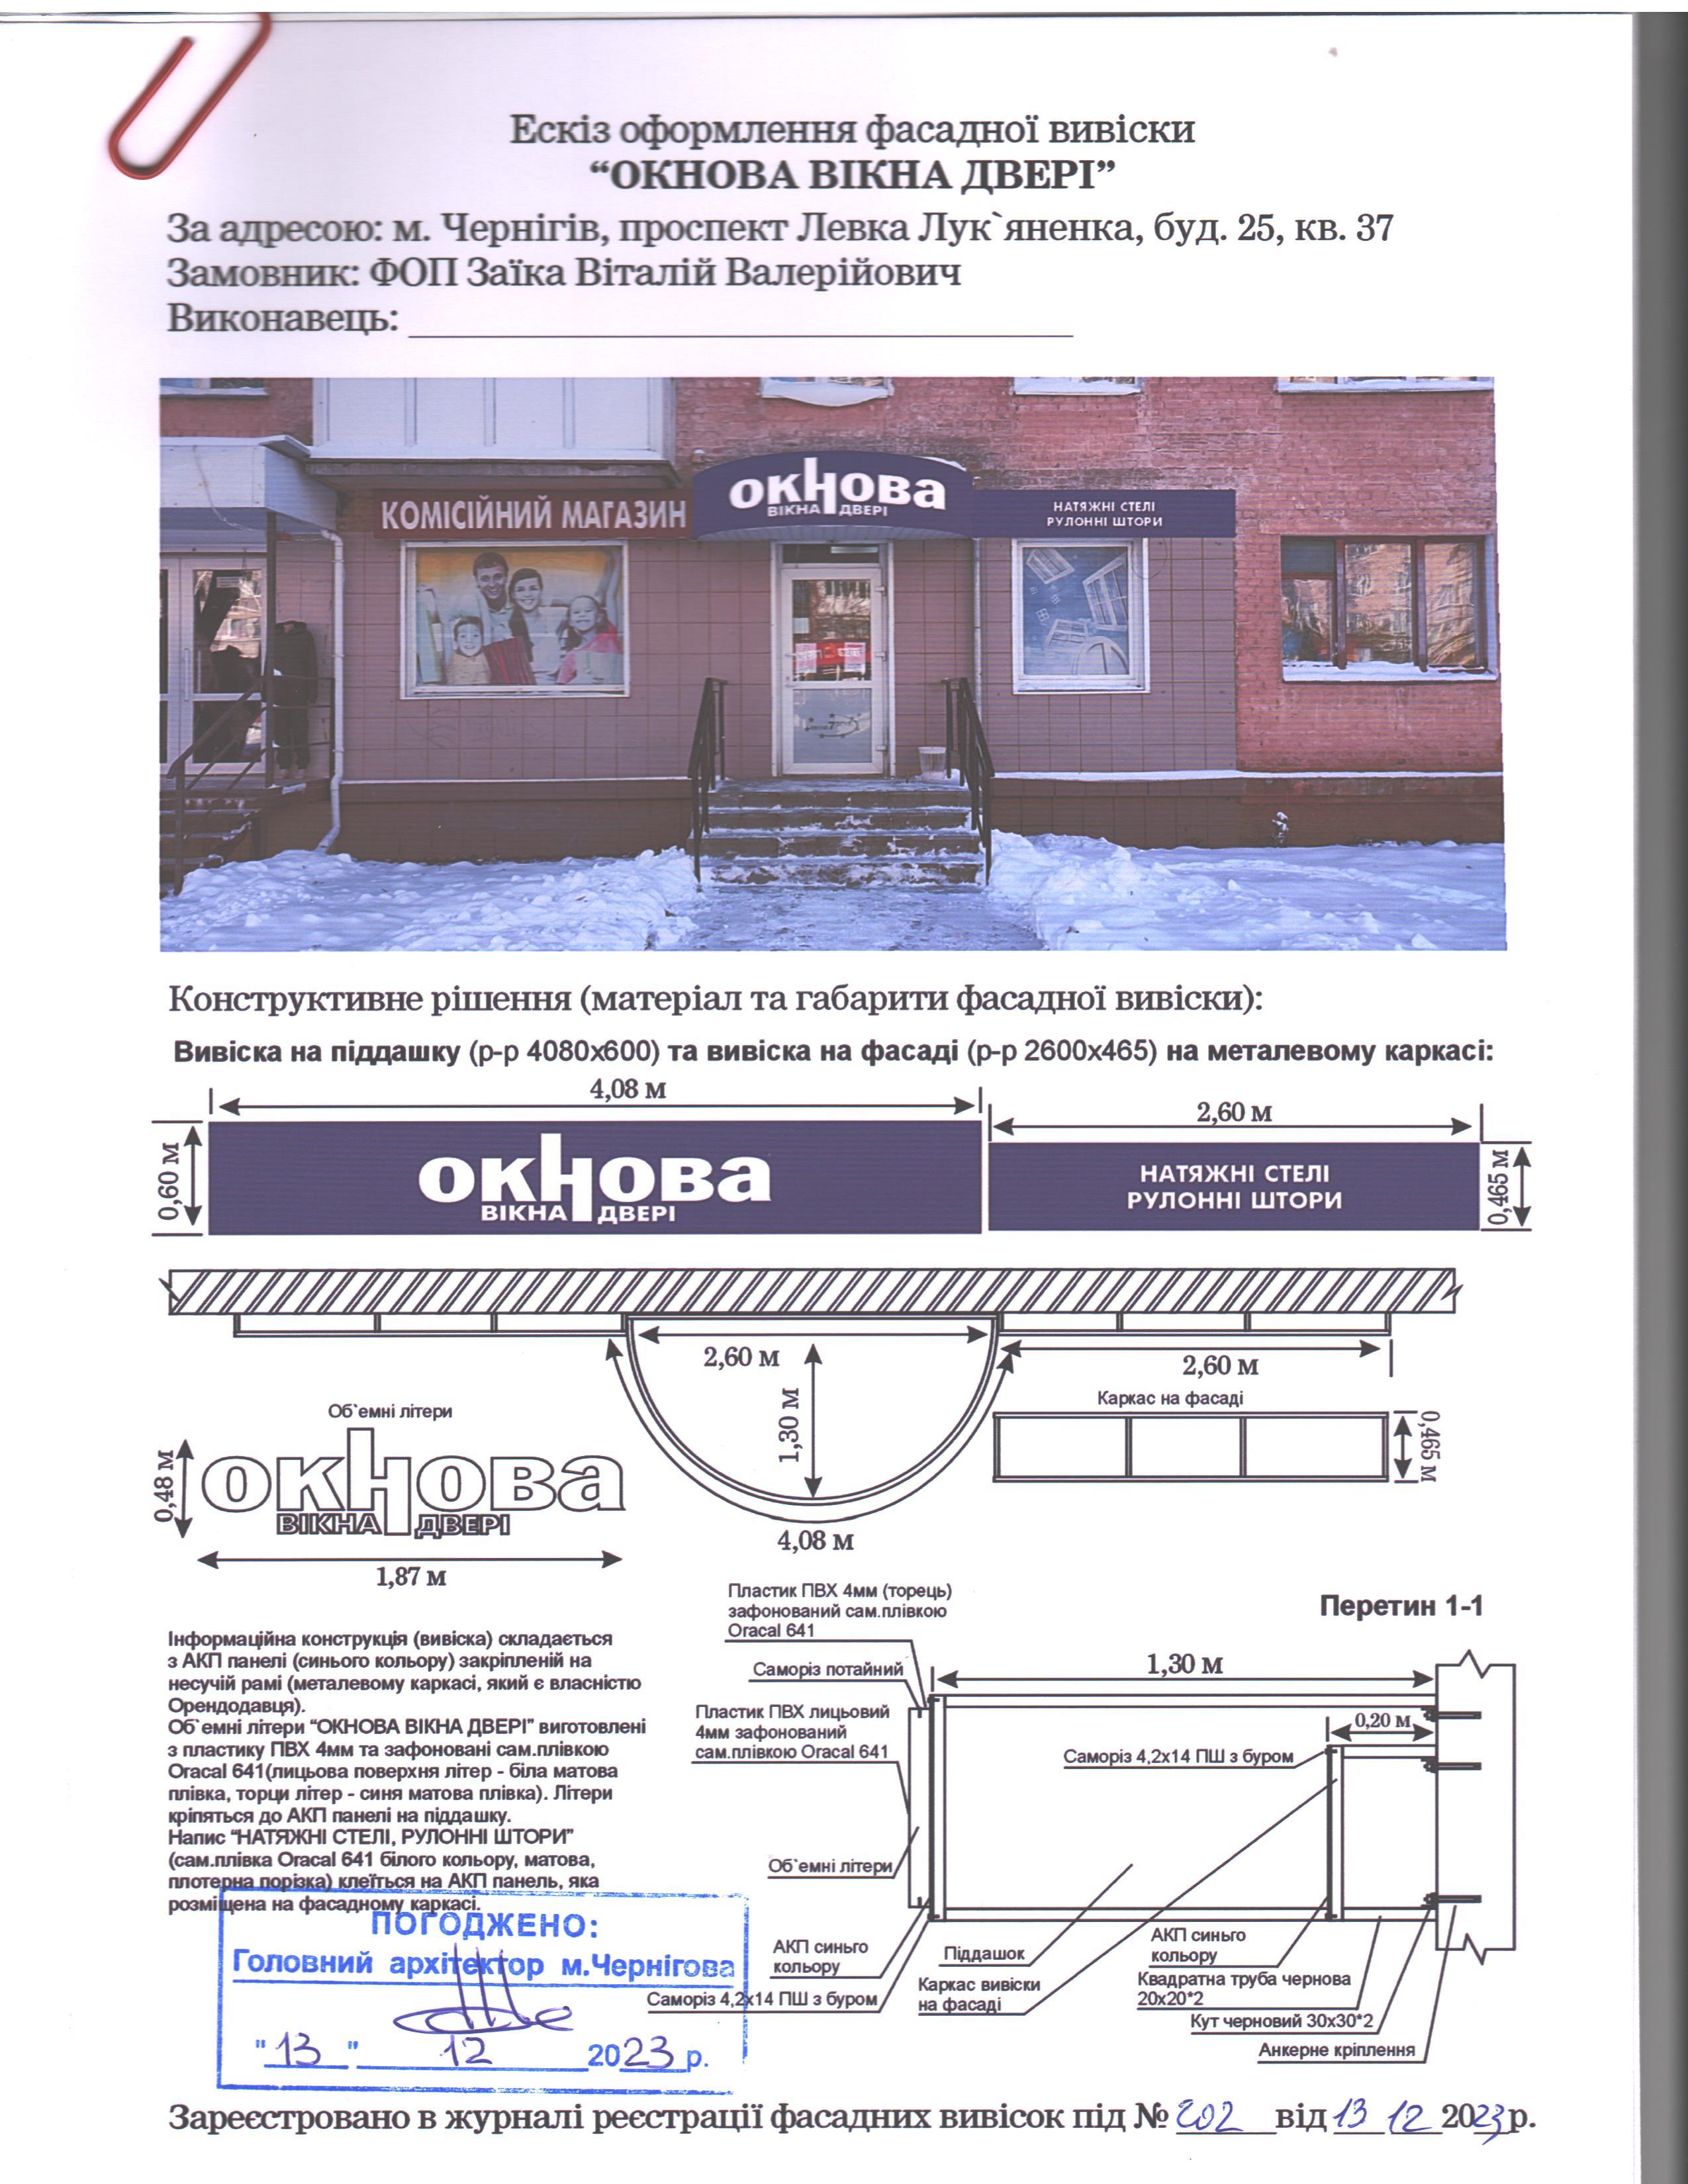 Ескіз оформлення фасадної вивіски
“ОКНОВА ВІКНА ДВЕРІ”
За адресою: м. Чернігів, проспект Левка Лук`яненка, буд. 25, кв. 37
Замовник: ФОП Заїка Віталій Валерійович
Виконавець:
КОМІСІЙНИЙ МАГАЗИН
окнова
ВІКНА ДВЕРІ
НАТЯЖНІ СТЕЛІ
РУЛОННІ ШТОРИ
Конструктивне рішення (матеріал та габарити фасадної вивіски):
Вивіска на піддашку (р-р 4080х600) та вивіска на фасаді (р-р 2600х465) на металевому каркасі:
4,08 м
2,60 м
0,60 м
окнова
ВІКНА ДВЕРІ
НАТЯЖНІ СТЕЛІ
РУЛОННІ ШТОРИ
0,465 м
2,60 м
1,30 м
4,08 м
2,60 м
Каркас на фасаді
0,465 м
Об`ємні літери
0,48 м
окнова
ВІКНА ДВЕРІ
1,87 м
Інформаційна конструкція (вивіска) складається
з АКП панелі (синього кольору) закріпленій на
несучій рамі (металевому каркасі, який є власністю
Орендодавця).
Об`ємні літери “ОКНОВА ВІКНА ДВЕРІ” виготовлені
з пластику ПВХ 4мм та зафоновані сам.плівкою
Oracal 641(лицьова поверхня літер - біла матова
плівка, торци літер - синя матова плівка). Літери
кріпяться до АКП панелі на піддашку.
Напис “НАТЯЖНІ СТЕЛІ, РУЛОННІ ШТОРИ”
(сам.плівка Oracal 641 білого кольору, матова,
плотерна порізка) клеїться на АКП панель, яка
розміщена на фасадному каркасі.
Перетин 1-1
Пластик ПВХ 4мм (торець)
зафонований сам.плівкою
Oracal 641
Саморіз потайний
Пластик ПВХ лицьовий
4мм зафонований
сам.плівкою Oracal 641
Об`ємні літери
АКП синьго
кольору
Саморіз 4,2х14 ПШ з буром
1,30 м
0,20 м
Саморіз 4,2х14 ПШ з буром
Піддашок
Каркас вивіски
на фасаді
АКП синьго
кольору
Квадратна труба чернова
20х20*2
Кут черновий 30х30*2
Анкерне кріплення
ПОГОДЖЕНО:
Головний архітектор м.Чернігова
"13" 12 2023 р.
Зареєстровано в журналі реєстрації фасадних вивісок під № 202 від 13 12 2023 р.